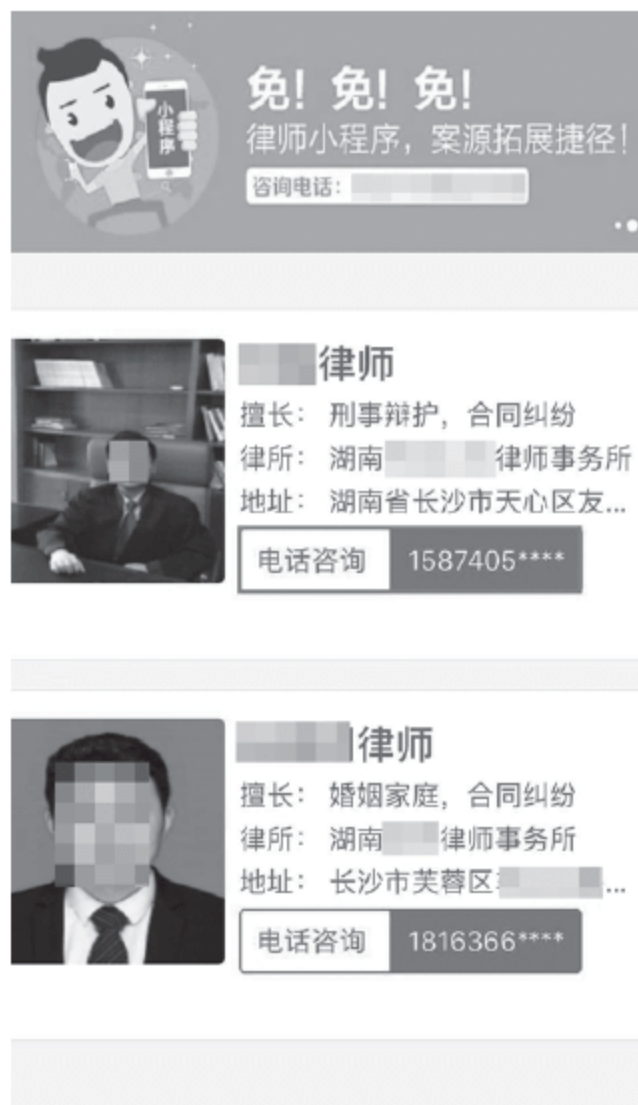 小程序
免！免！免！
律师小程序，案源拓展捷径！
咨询电话：
律师
擅长： 刑事辩护，合同纠纷
律所： 湖南 律师事务所
地址： 湖南省长沙市天心区友...
电话咨询 1587405****
律师
擅长： 婚姻家庭，合同纠纷
律所： 湖南 律师事务所
地址： 长沙市芙蓉区 ...
电话咨询 1816366****